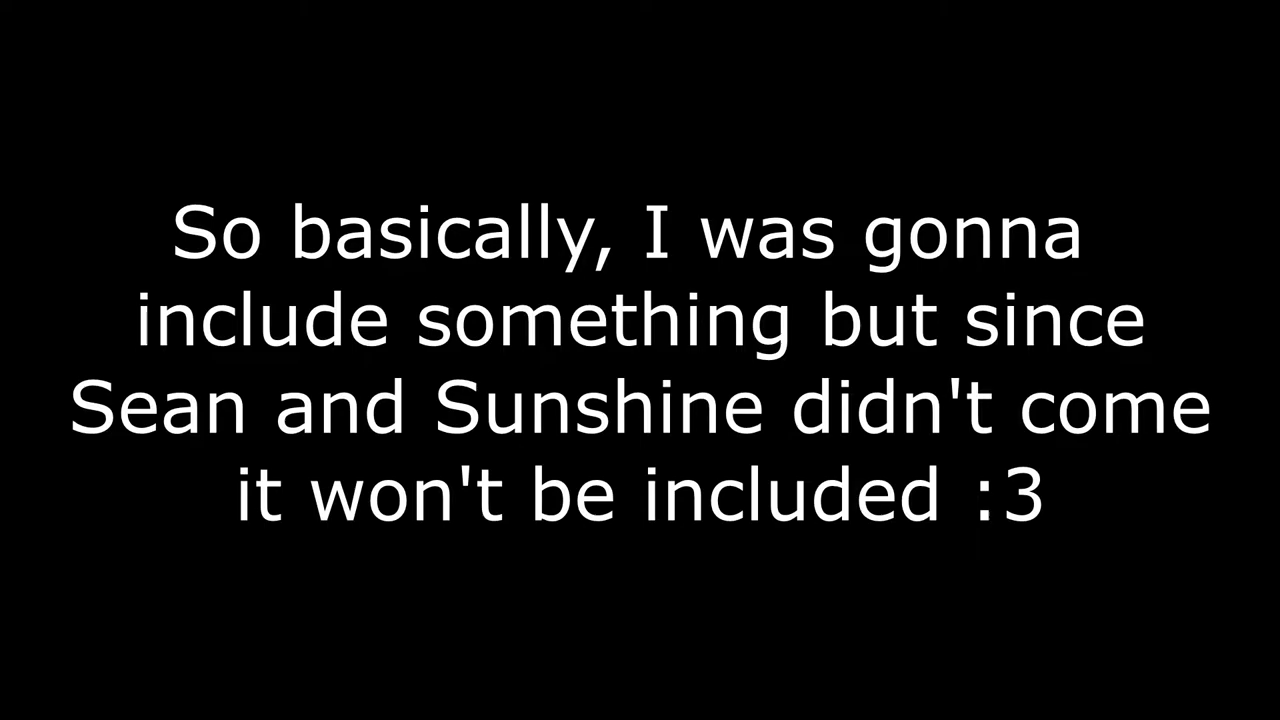 So basically, I was gonna
include something but since
Sean and Sunshine didn't come
it won't be included :3